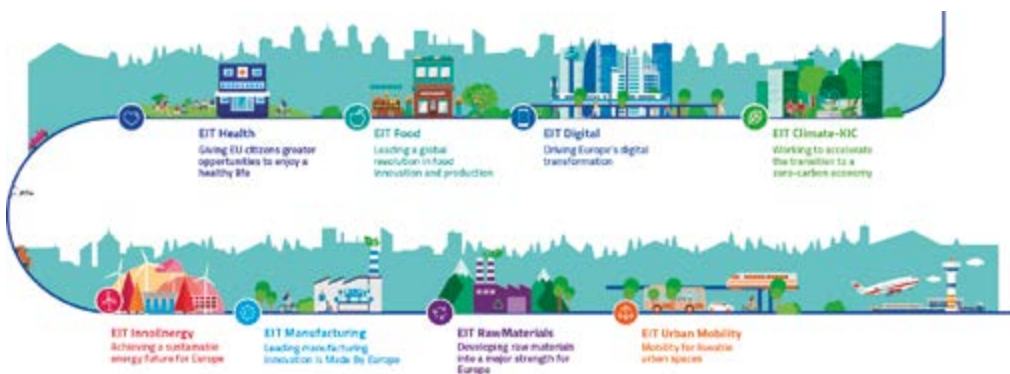 EIT Health
Giving EU citizens greater
opportunities to enjoy a
healthy life
EIT Food
Leading a global
revolution in food
innovation and production
EIT Digital
Driving Europe's digital
transformation
EIT Climate-KIC
Working to accelerate
the transition to a
zero-carbon economy
EIT InnoEnergy
Achieving a sustainable
energy future for Europe
EIT Manufacturing
Leading manufacturing
innovation is Made By Europe
EIT RawMaterials
Developing raw materials
into a major strength for
Europe
EIT Urban Mobility
Mobility for liveable
urban spaces